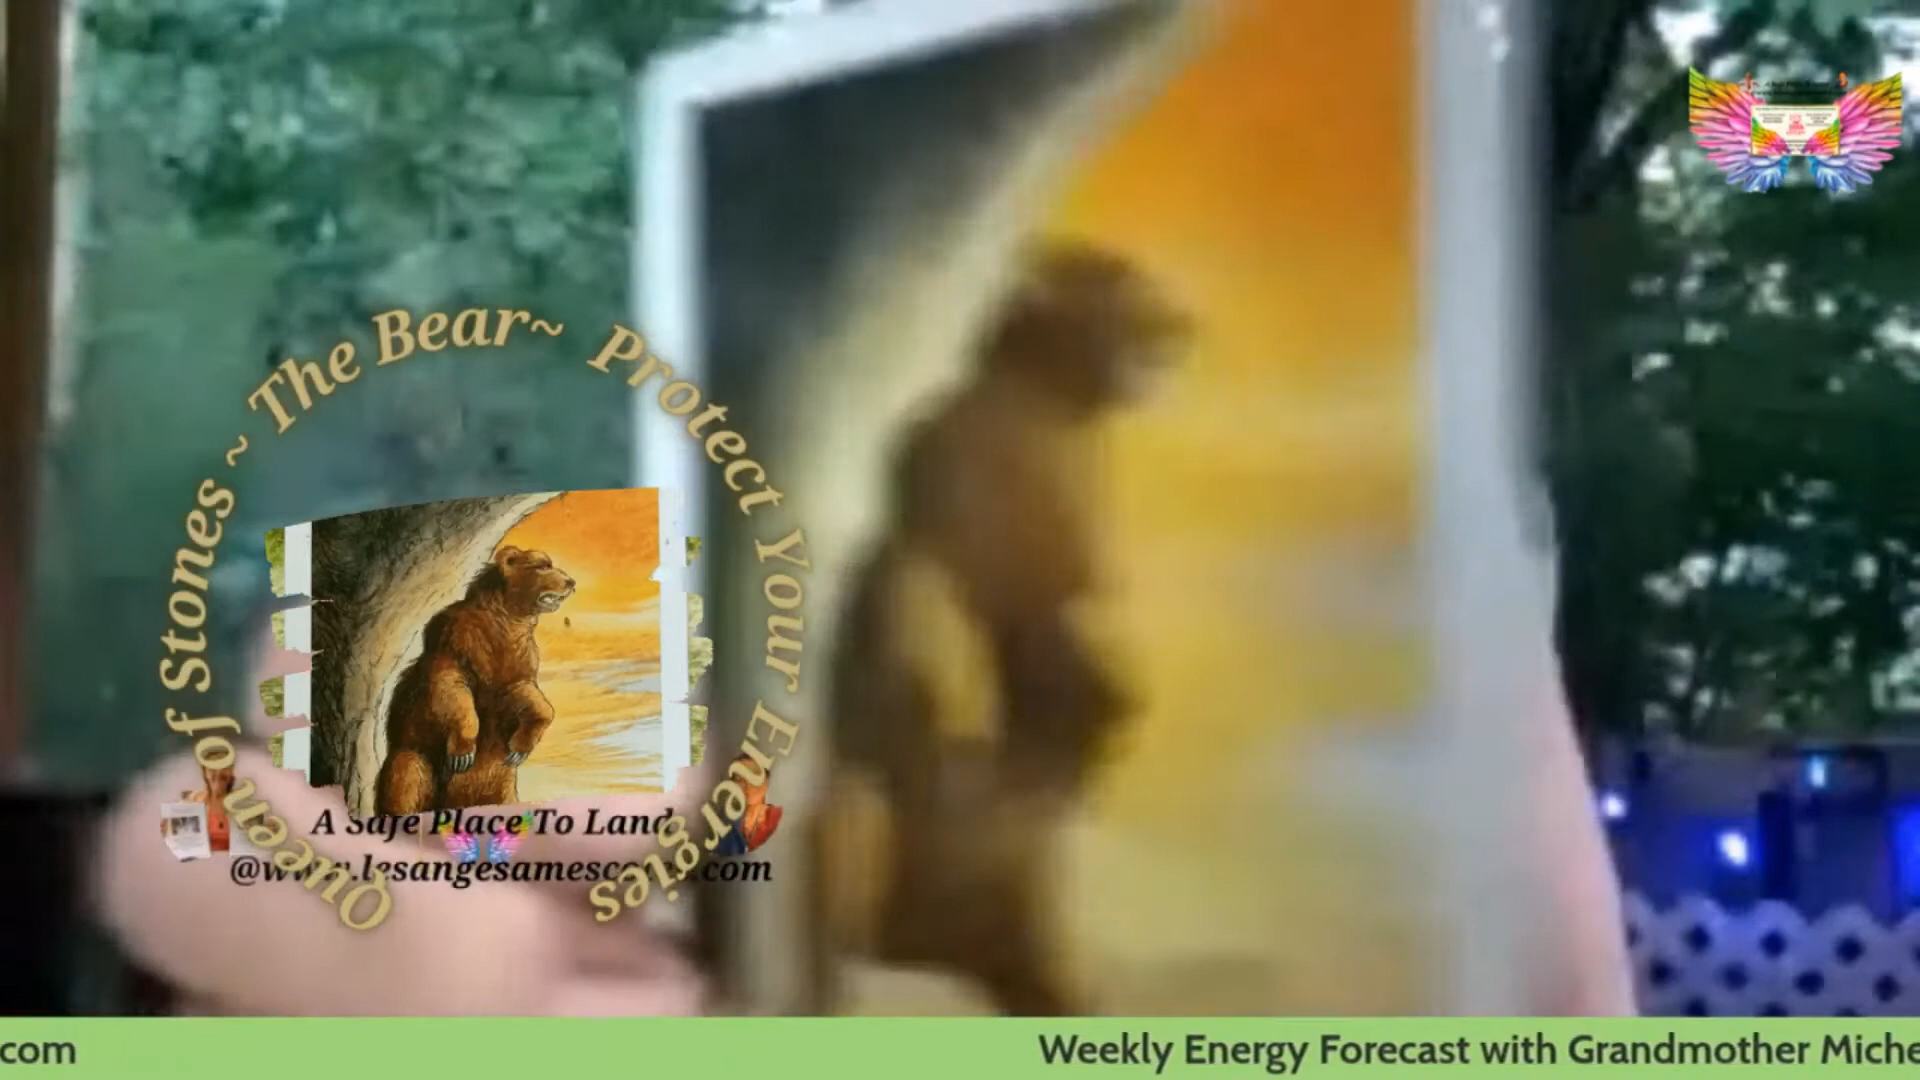 Queen of Stones ~ The Bear~ Protect Your Energies
A Safe Place To Land
Weekly Energy Forecast with Grandmother Miche
com